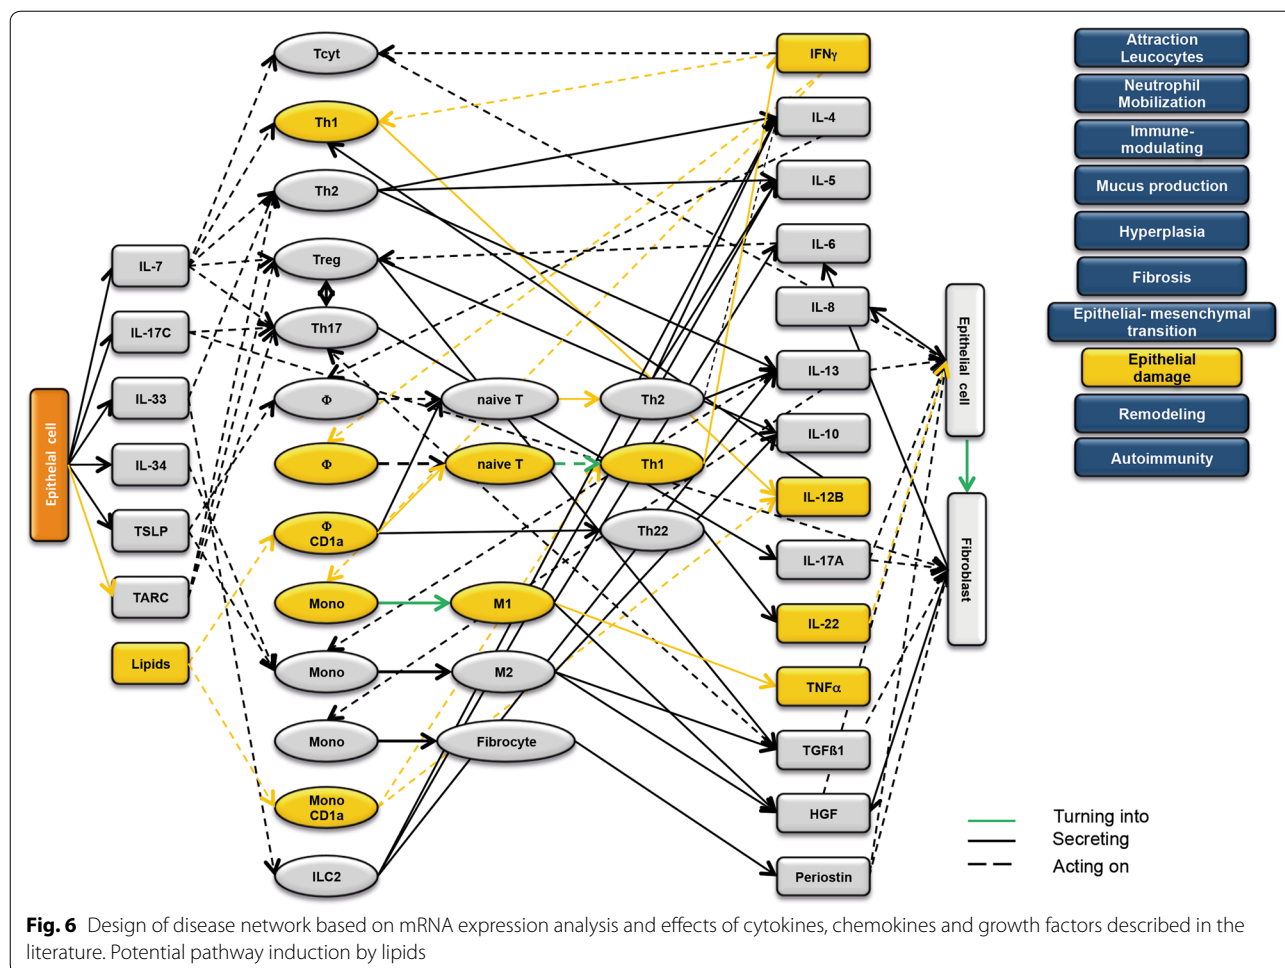 Epithelal cell
IL-7
IL-17C
IL-33
IL-34
TSLP
TARC
Lipids
Tcyt
Th1
Th2
Treg
Th17
Φ
Φ
Φ
CD1a
Mono
Mono
Mono
Mono
CD1a
ILC2
naive T
naive T
M1
M2
Fibrocyte
Th2
Th1
Th22
IFNγ
IL-4
IL-5
IL-6
IL-8
IL-13
IL-10
IL-12B
IL-17A
IL-22
TNFα
TGFß1
HGF
Periostin
Epithelial cell
Fibroblast
Attraction
Leucocytes
Neutrophil
Mobilization
Immune-
modulating
Mucus production
Hyperplasia
Fibrosis
Epithelial- mesenchymal
transition
Epithelial
damage
Remodeling
Autoimmunity
Turning into
Secreting
Acting on
Fig. 6 Design of disease network based on mRNA expression analysis and effects of cytokines, chemokines and growth factors described in the
literature. Potential pathway induction by lipids